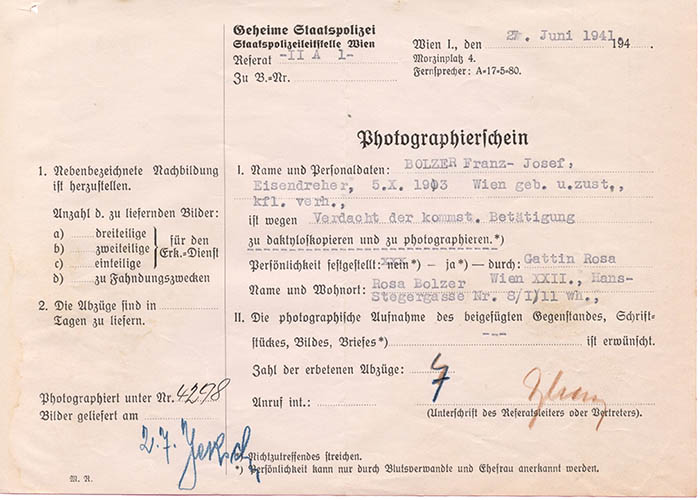 Geheime Staatspolizei
Staatspolizeileitstelle Wien
Referat -II A 1-
Zu B.-Nr.
Wien I., den Juni 1941. 194
Morzinplatz 4.
Fernsprecher: A-17-5-80.
Photographierschein
1. Nebenbezeichnete Nachbildung
ist herzustellen.
Anzahl d. zu liefernden Bilder:
a) dreiteilige
b) zweiteilige
c) einteilige
für den
Erk.-Dienst
d) zu Fahndungszwecken
2. Die Abzüge sind in
Tagen zu liefern.
Photographiert unter Nr. 4298
Bilder geliefert am
2.7.
M. R.
I. Name und Personaldaten: BOLZER Franz- Josef,
Eisendreher, 5.X. 1903 Wien geb. u.zust.,
kfl. verh.,
ist wegen Verdacht der kommst. Betätigung
zu daktyloskopieren und zu photographieren.*)
Persönlichkeit festgestellt: nein*) – ja*) – durch: Gattin Rosa
Name und Wohnort: Rosa Bolzer Wien XXII., Hans-
Stegergasse Nr. 8/I/11 wh.,
II. Die photographische Aufnahme des beigefügten Gegenstandes, Schrift-
stückes, Bildes, Briefes*) --- ist erwünscht.
Zahl der erbetenen Abzüge: 7
Anruf int.:
(Unterschrift des Referatsleiters oder Vertreters).
*) Nichtzutreffendes streichen.
*) Persönlichkeit kann nur durch Blutsverwandte und Ehefrau anerkannt werden.